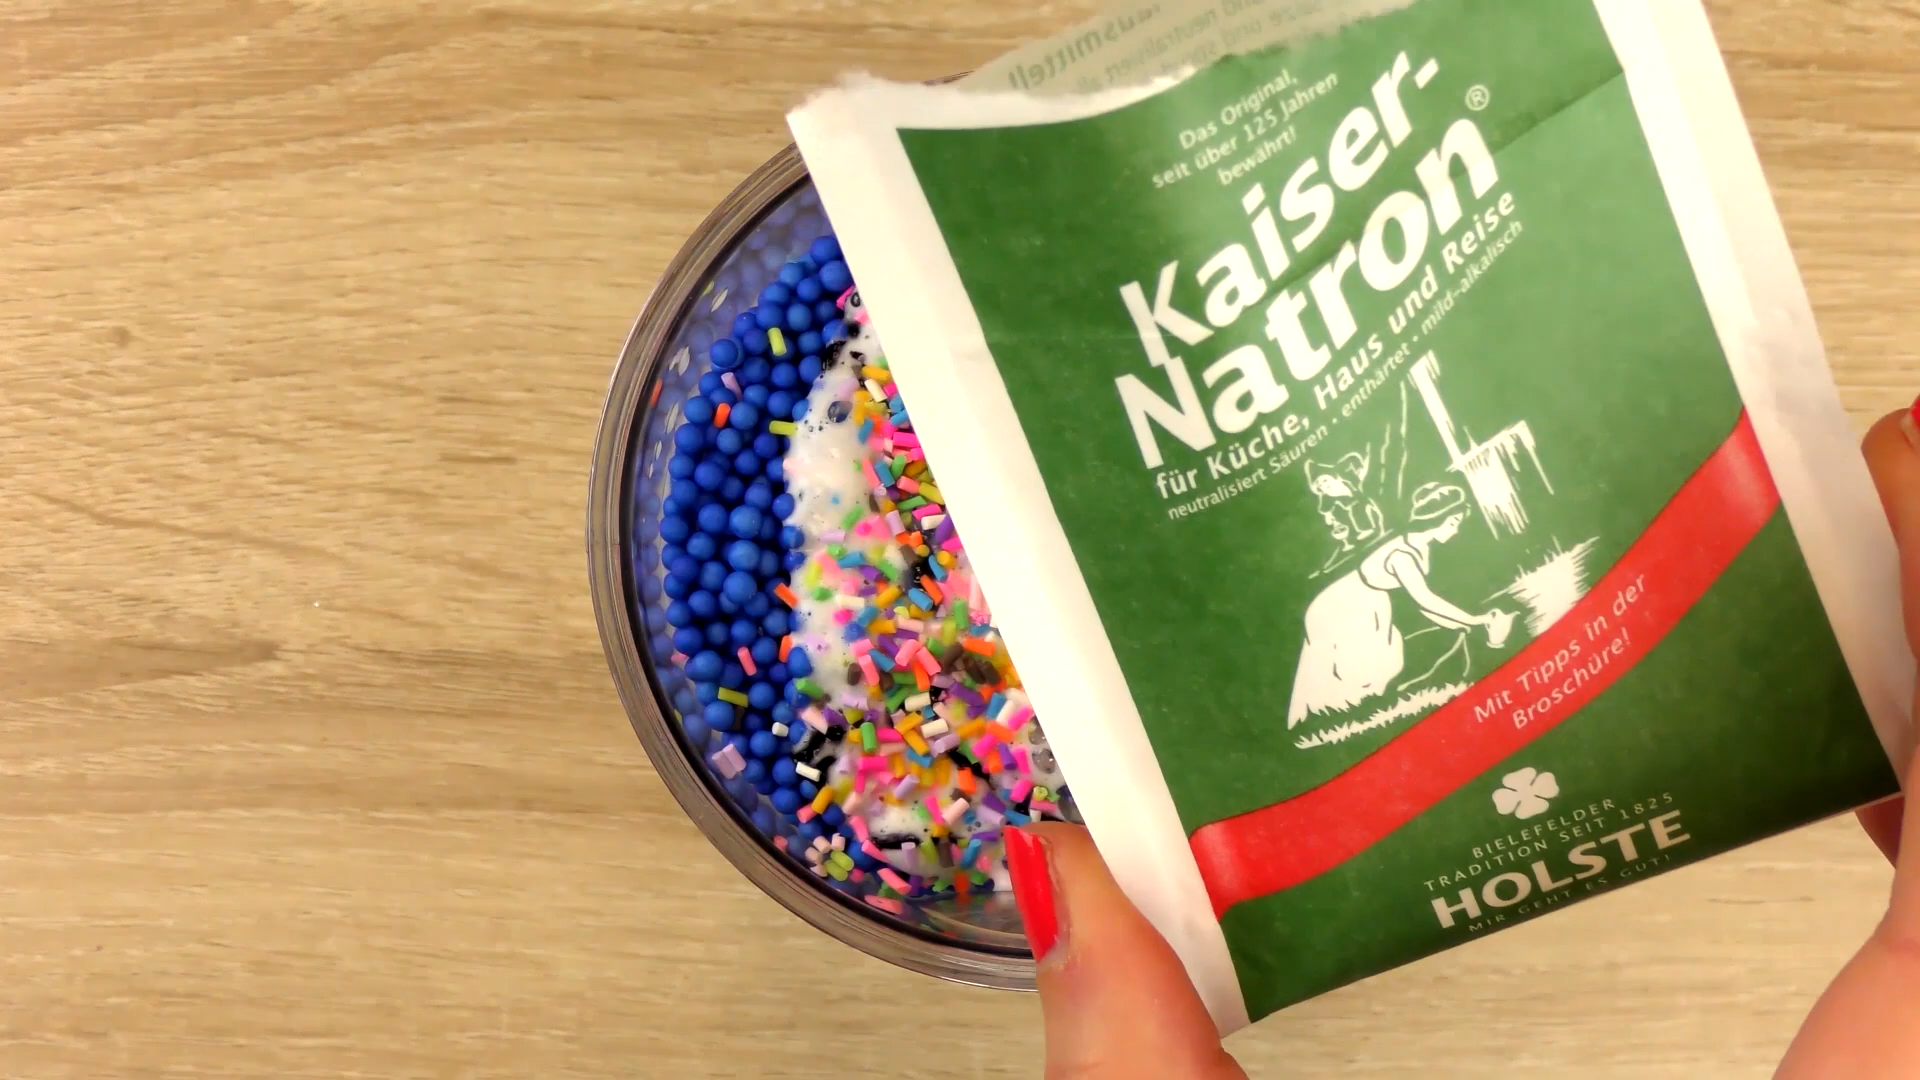 Das Original,
seit über 125 Jahren
bewährt!
Kaiser-
Natron®
für Küche, Haus und Reise
neutralisiert Säuren · enthärtet · mild-alkalisch
Mit Tipps in der
Broschüre!
BIELEFELDER
TRADITION SEIT 1825
HOLSTE
MIR GEHT ES GUT!